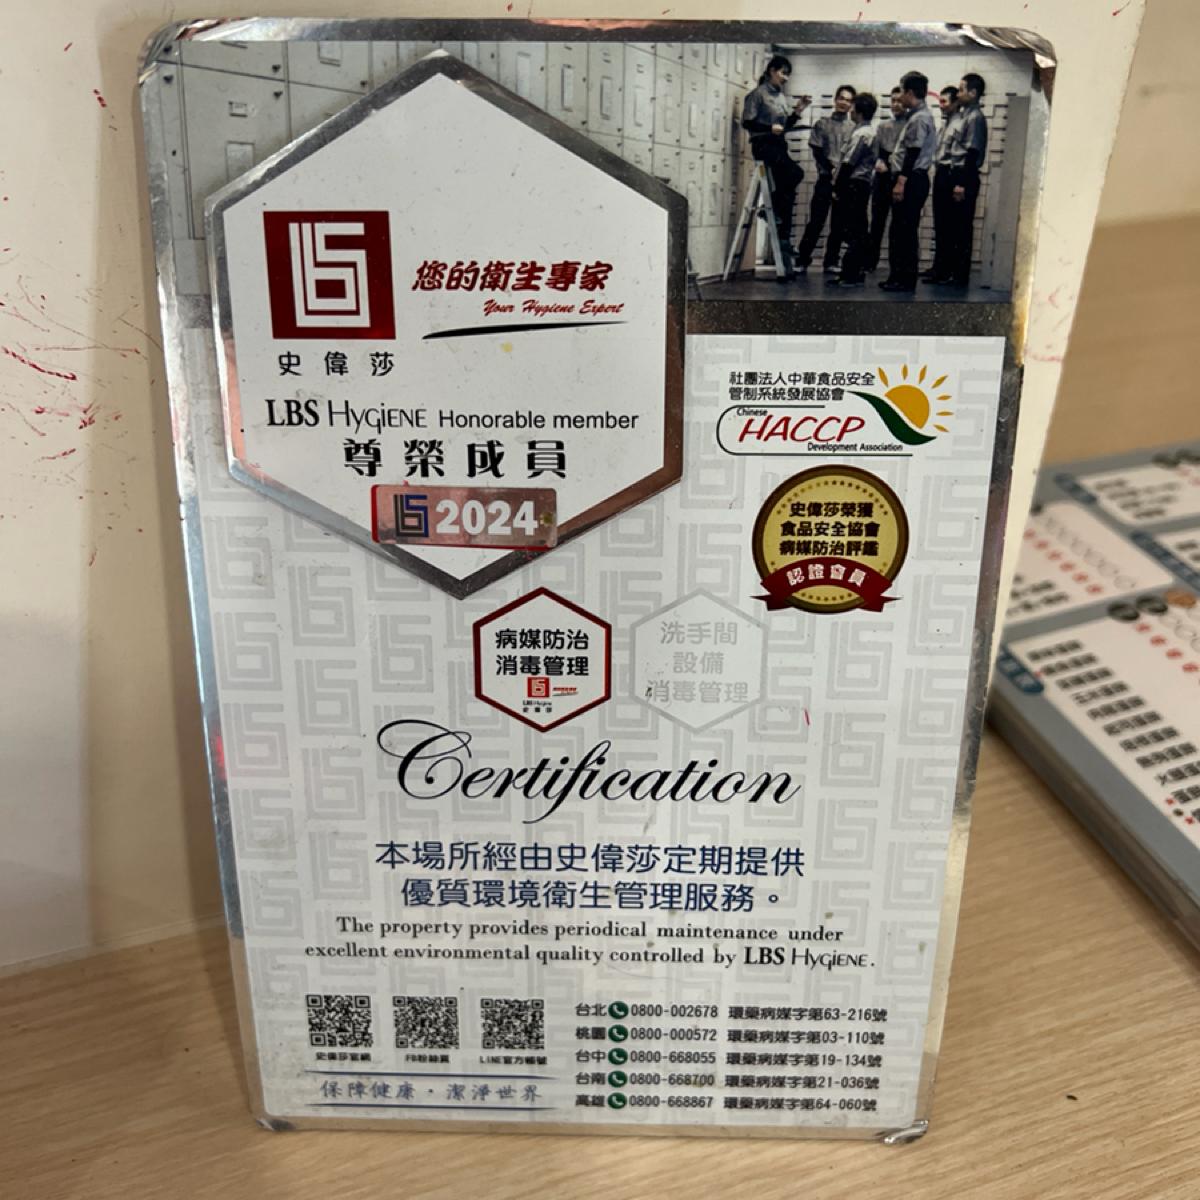 您的衛生專家
Your Hygiene Expert
史偉莎
LBS HYGIENE Honorable member
尊榮成員
2024
社團法人中華食品安全
管制系統發展協會
Chinese
HACCP
Development Association
史偉莎榮獲
食品安全協會
病媒防治評鑑
認證會員
病媒防治
消毒管理
史偉莎
洗手間
設備
消毒管理
Certification
本場所經由史偉莎定期提供
優質環境衛生管理服務。
The property provides periodical maintenance under
excellent environmental quality controlled by LBS HYGIENE.
史偉莎官網 FB粉絲頁 LINE官方帳號
保障健康・潔淨世界
台北 0800-002678 環藥病媒字第63-216號
桃園 0800-000572 環藥病媒字第03-110號
台中 0800-668055 環藥病媒字第19-134號
台南 0800-668700 環藥病媒字第21-036號
高雄 0800-668867 環藥病媒字第64-060號